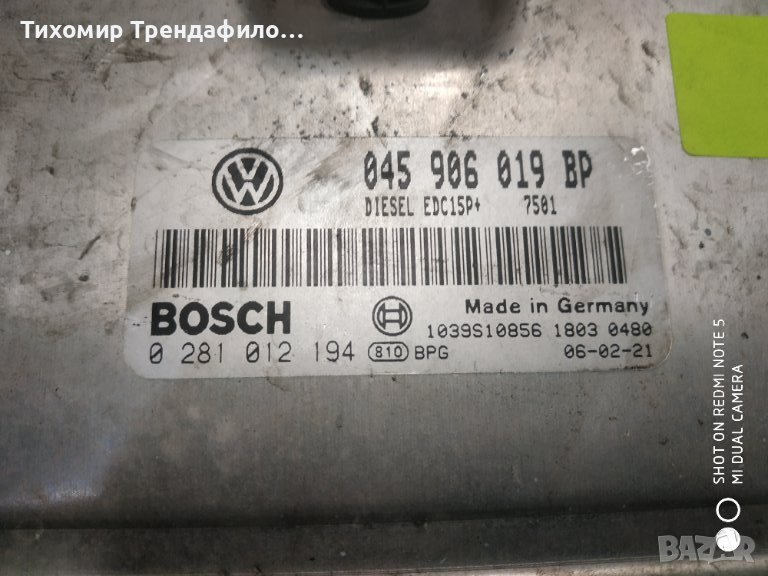 Тихомир Трендафило...
045 906 019 BP
DIESEL EDC15P+ 7501
BOSCH
Made in Germany
1039S10856 1803 0480
0 281 012 194 810 BPG 06-02-21
SHOT ON REDMI NOTE 5
MI DUAL CAMERA
BAZAR